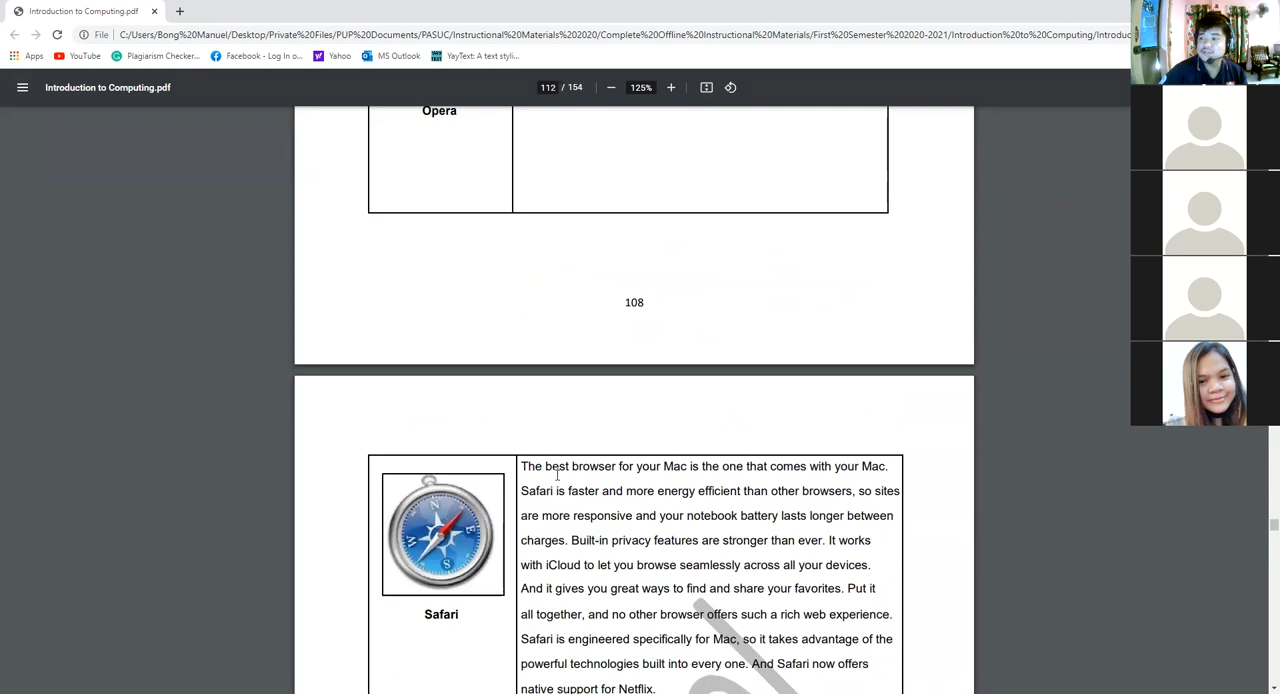 Introduction to Computing.pdf
File
C:/Users/Bong%20Manuel/Desktop/Private%20Files/PUP%20Documents/PASUC/Instructional%20Materials%202020/Complete%20Offline%20Instructional%20Materials/First%20Semester%202020-2021/Introduction%20to%20Computing/Introduc
Apps YouTube Plagiarism Checker... Facebook - Log In o... Yahoo MS Outlook YayText: A text styli...
Introduction to Computing.pdf 112 / 154 125%
Opera
108
The best browser for your Mac is the one that comes with your Mac.
Safari is faster and more energy efficient than other browsers, so sites
are more responsive and your notebook battery lasts longer between
charges. Built-in privacy features are stronger than ever. It works
with iCloud to let you browse seamlessly across all your devices.
And it gives you great ways to find and share your favorites. Put it
all together, and no other browser offers such a rich web experience.
Safari is engineered specifically for Mac, so it takes advantage of the
powerful technologies built into every one. And Safari now offers
native support for Netflix.
N
E
S
W
Safari